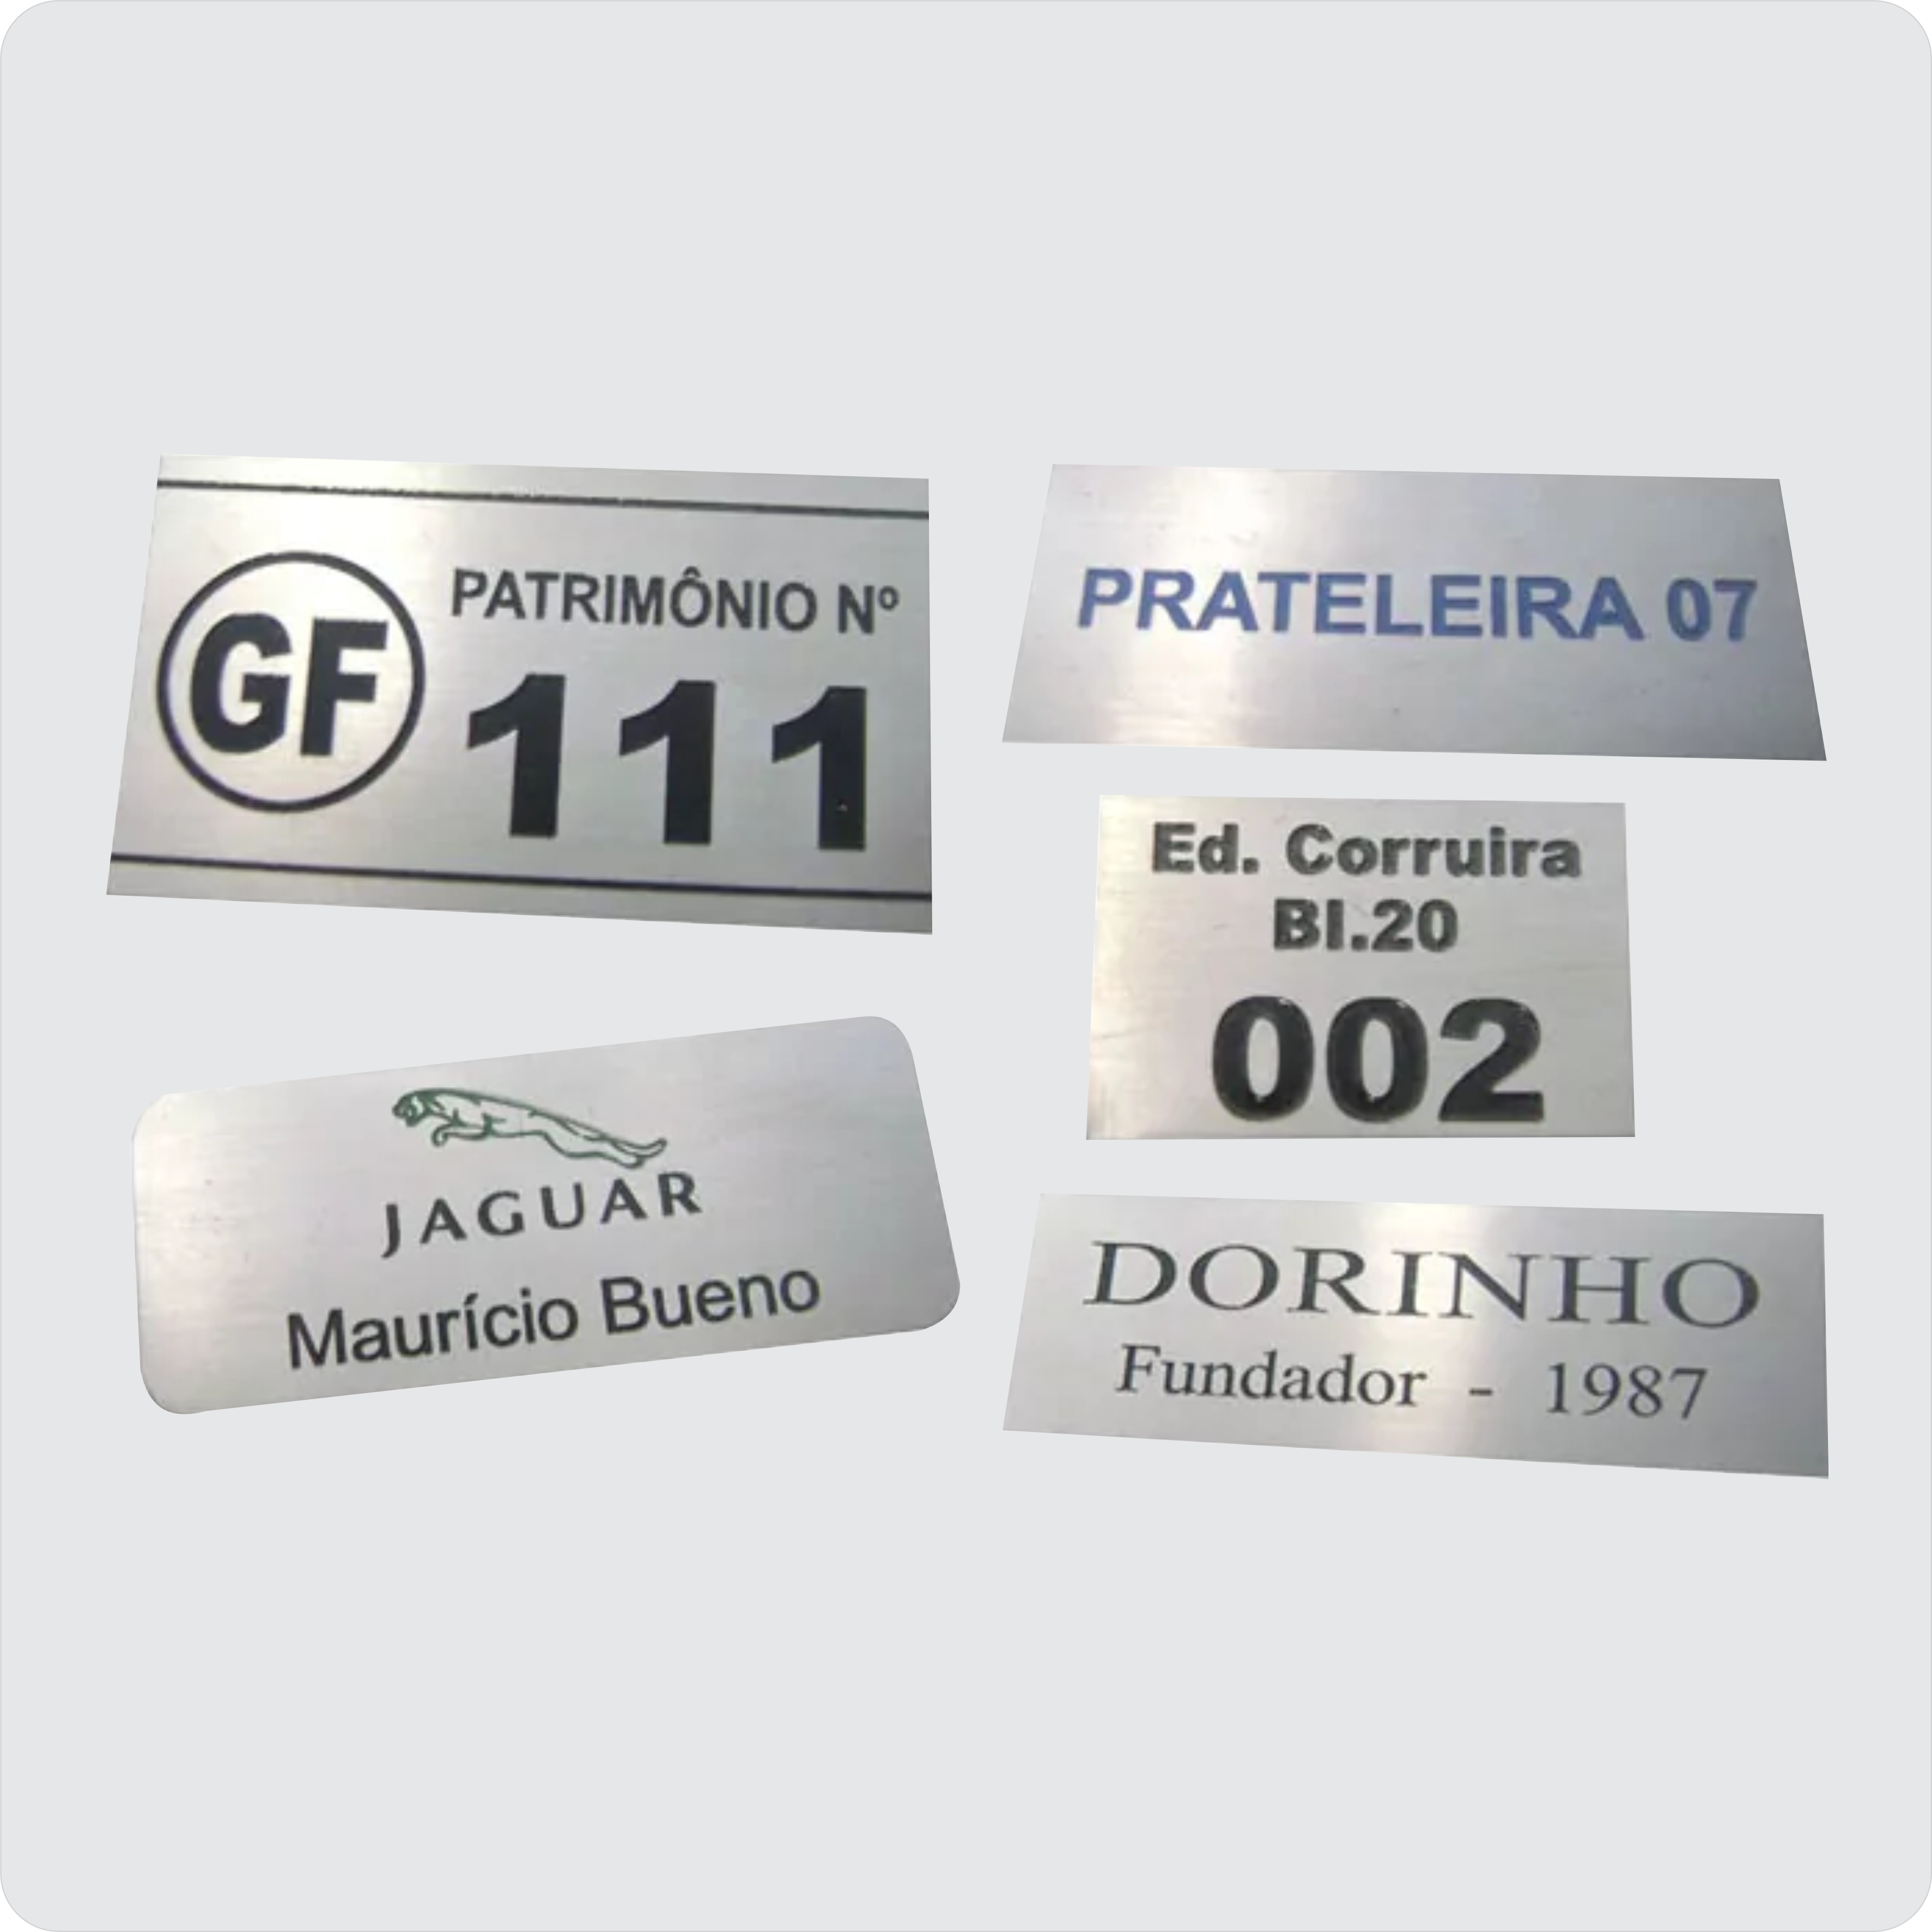 GF
PATRIMÔNIO Nº
111
PRATELEIRA 07
Ed. Corruira
Bl.20
002
JAGUAR
Maurício Bueno
DORINHO
Fundador - 1987